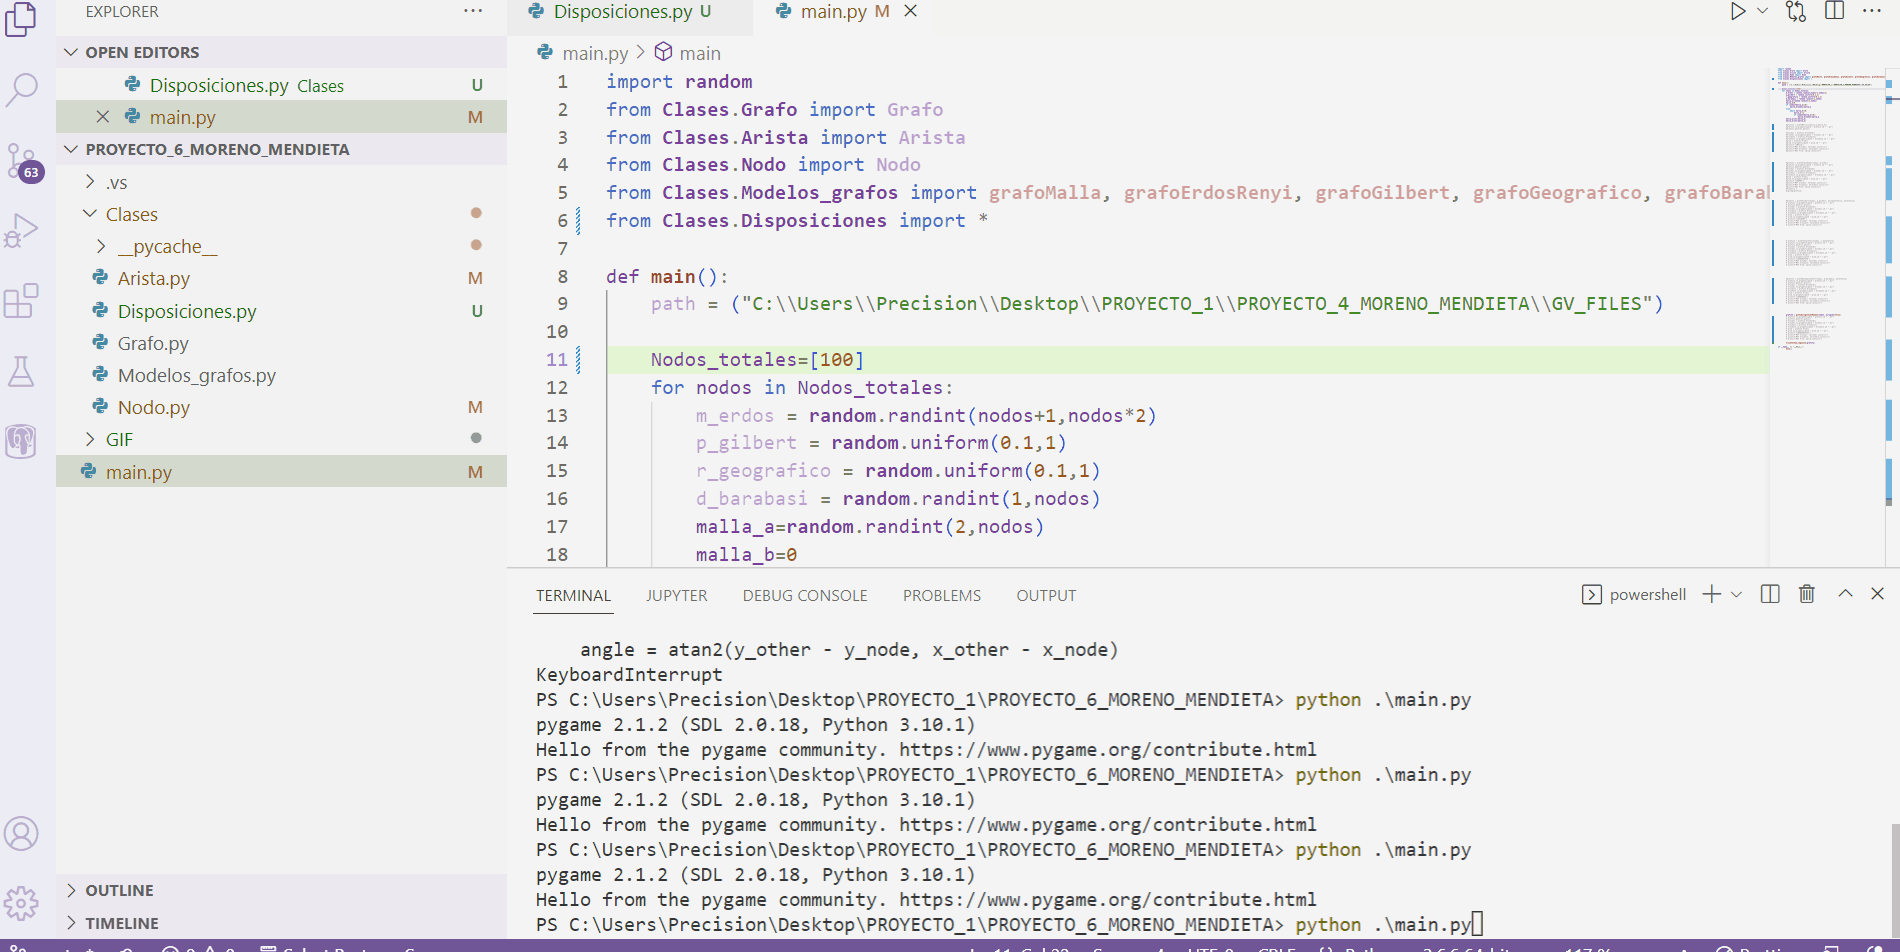 EXPLORER
OPEN EDITORS
Disposiciones.py Clases U
main.py M
PROYECTO_6_MORENO_MENDIETA
63
.vs
Clases
__pycache__
Arista.py M
Disposiciones.py U
Grafo.py
Modelos_grafos.py
Nodo.py M
GIF
main.py M
OUTLINE
TIMELINE
Disposiciones.py U
main.py M
main.py > main
1 import random
2 from Clases.Grafo import Grafo
3 from Clases.Arista import Arista
4 from Clases.Nodo import Nodo
5 from Clases.Modelos_grafos import grafoMalla, grafoErdosRenyi, grafoGilbert, grafoGeografico, grafoBaral
6 from Clases.Disposiciones import *
7
8 def main():
9 path = ("C:\\Users\\Precision\\Desktop\\PROYECTO_1\\PROYECTO_4_MORENO_MENDIETA\\GV_FILES")
10
11 Nodos_totales=[100]
12 for nodos in Nodos_totales:
13 m_erdos = random.randint(nodos+1,nodos*2)
14 p_gilbert = random.uniform(0.1,1)
15 r_geografico = random.uniform(0.1,1)
16 d_barabasi = random.randint(1,nodos)
17 malla_a=random.randint(2,nodos)
18 malla_b=0
TERMINAL JUPYTER DEBUG CONSOLE PROBLEMS OUTPUT
powershell
angle = atan2(y_other - y_node, x_other - x_node)
KeyboardInterrupt
PS C:\Users\Precision\Desktop\PROYECTO_1\PROYECTO_6_MORENO_MENDIETA> python .\main.py
pygame 2.1.2 (SDL 2.0.18, Python 3.10.1)
Hello from the pygame community. https://www.pygame.org/contribute.html
PS C:\Users\Precision\Desktop\PROYECTO_1\PROYECTO_6_MORENO_MENDIETA> python .\main.py
pygame 2.1.2 (SDL 2.0.18, Python 3.10.1)
Hello from the pygame community. https://www.pygame.org/contribute.html
PS C:\Users\Precision\Desktop\PROYECTO_1\PROYECTO_6_MORENO_MENDIETA> python .\main.py
pygame 2.1.2 (SDL 2.0.18, Python 3.10.1)
Hello from the pygame community. https://www.pygame.org/contribute.html
PS C:\Users\Precision\Desktop\PROYECTO_1\PROYECTO_6_MORENO_MENDIETA> python .\main.py